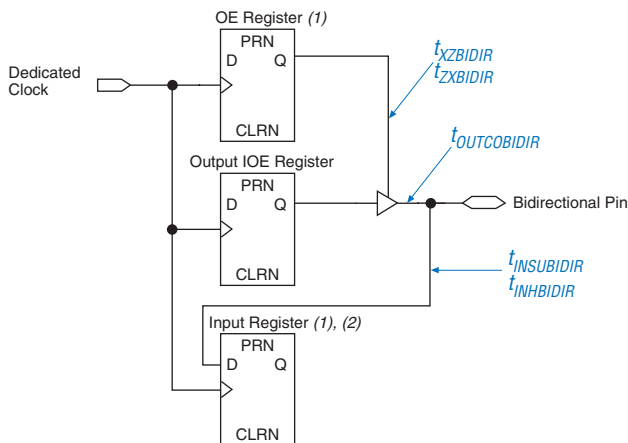 OE Register (1)
PRN
D Q
CLRN
Dedicated
Clock
tXZBIDIR
tZXBIDIR
tOUTCOBIDIR
Output IOE Register
PRN
D Q
CLRN
Bidirectional Pin
tINSUBIDIR
tINHBIDIR
Input Register (1), (2)
PRN
D Q
CLRN